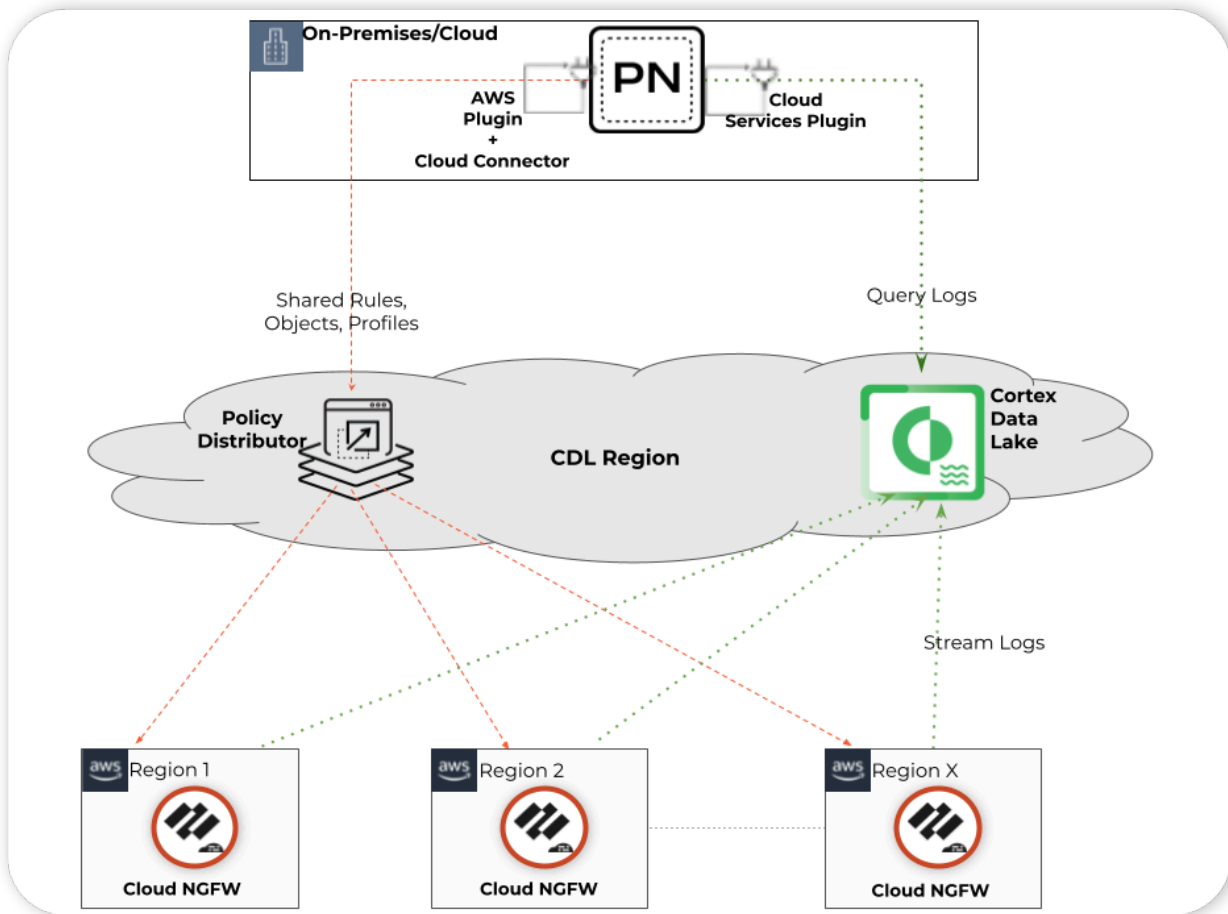 On-Premises/Cloud
PN
AWS
Plugin
+
Cloud Connector
Cloud
Services Plugin
Shared Rules,
Objects, Profiles
Query Logs
Policy
Distributor
CDL Region
Cortex
Data
Lake
Stream Logs
aws Region 1
Cloud NGFW
aws Region 2
Cloud NGFW
aws Region X
Cloud NGFW